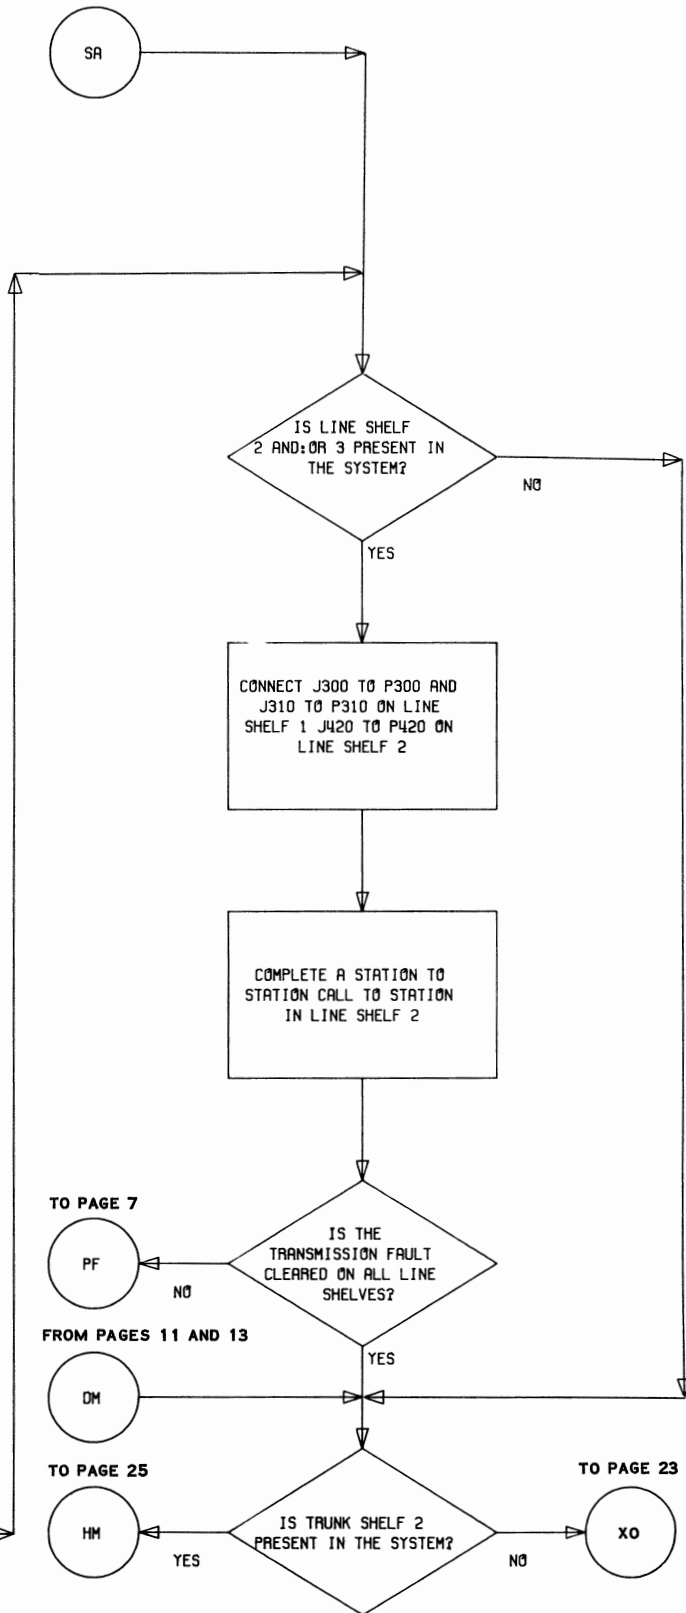 SA
IS LINE SHELF
2 AND:OR 3 PRESENT IN
THE SYSTEM?
NO
YES
CONNECT J300 TO P300 AND
J310 TO P310 ON LINE
SHELF 1 J420 TO P420 ON
LINE SHELF 2
COMPLETE A STATION TO
STATION CALL TO STATION
IN LINE SHELF 2
TO PAGE 7
PF
IS THE
TRANSMISSION FAULT
CLEARED ON ALL LINE
SHELVES?
NO
YES
FROM PAGES 11 AND 13
DM
TO PAGE 25
HM
IS TRUNK SHELF 2
PRESENT IN THE SYSTEM?
YES
NO
TO PAGE 23
XO